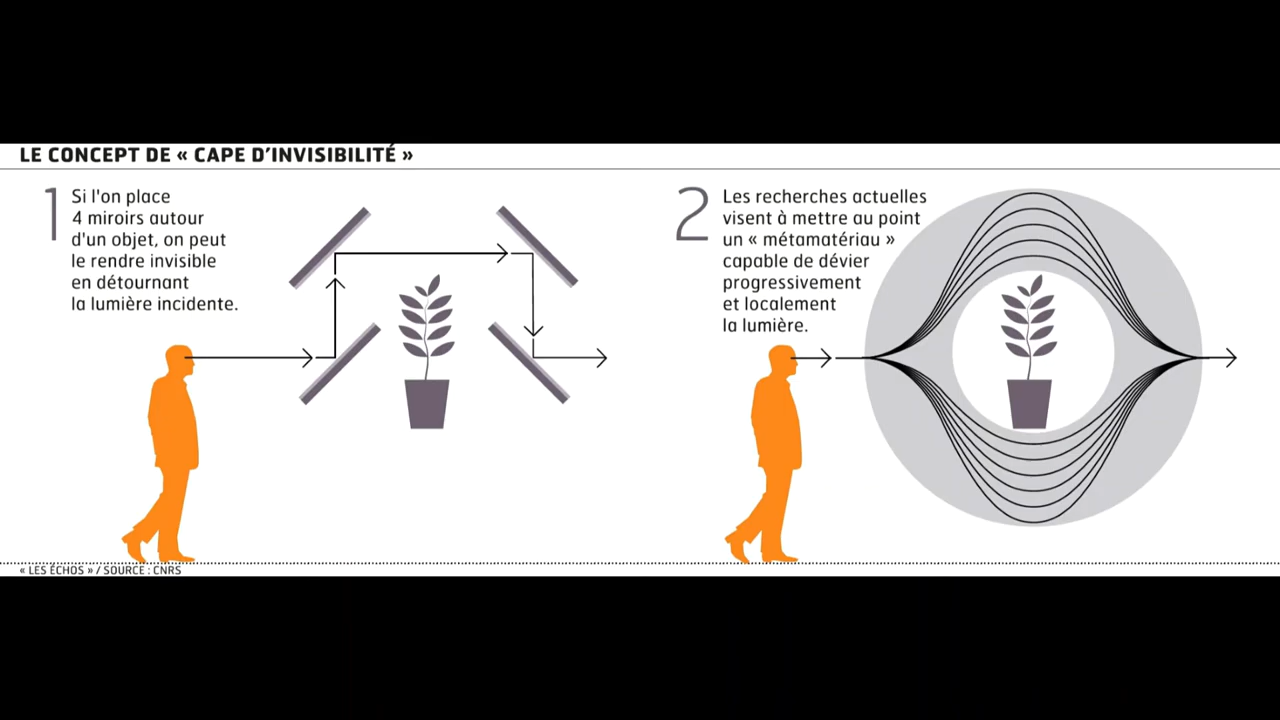 LE CONCEPT DE « CAPE D'INVISIBILITÉ »
1
Si l'on place
4 miroirs autour
d'un objet, on peut
le rendre invisible
en détournant
la lumière incidente.
2
Les recherches actuelles
visent à mettre au point
un « métamatériau »
capable de dévier
progressivement
et localement
la lumière.
« LES ÉCHOS » / SOURCE : CNRS